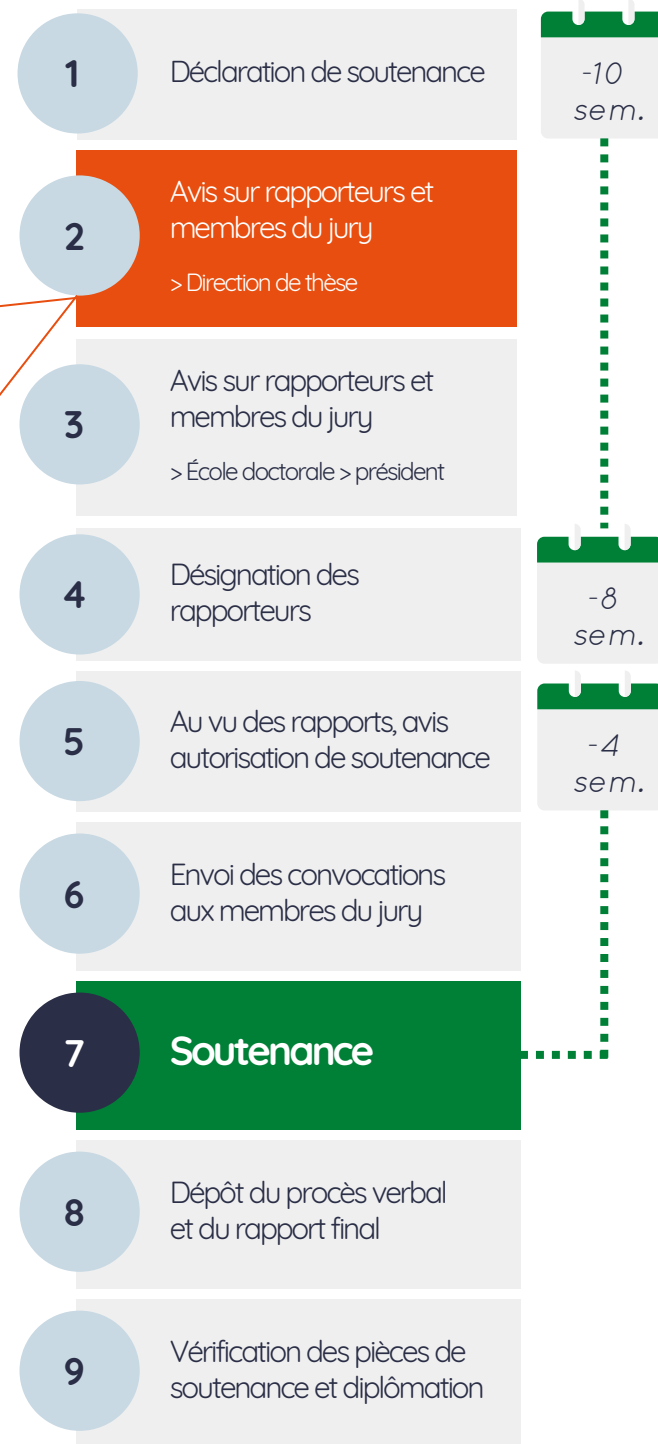 1
Déclaration de soutenance
-10
sem.
2
Avis sur rapporteurs et
membres du jury
> Direction de thèse
3
Avis sur rapporteurs et
membres du jury
> École doctorale > président
4
Désignation des
rapporteurs
-8
sem.
5
Au vu des rapports, avis
autorisation de soutenance
-4
sem.
6
Envoi des convocations
aux membres du jury
7
Soutenance
8
Dépôt du procès verbal
et du rapport final
9
Vérification des pièces de
soutenance et diplômation